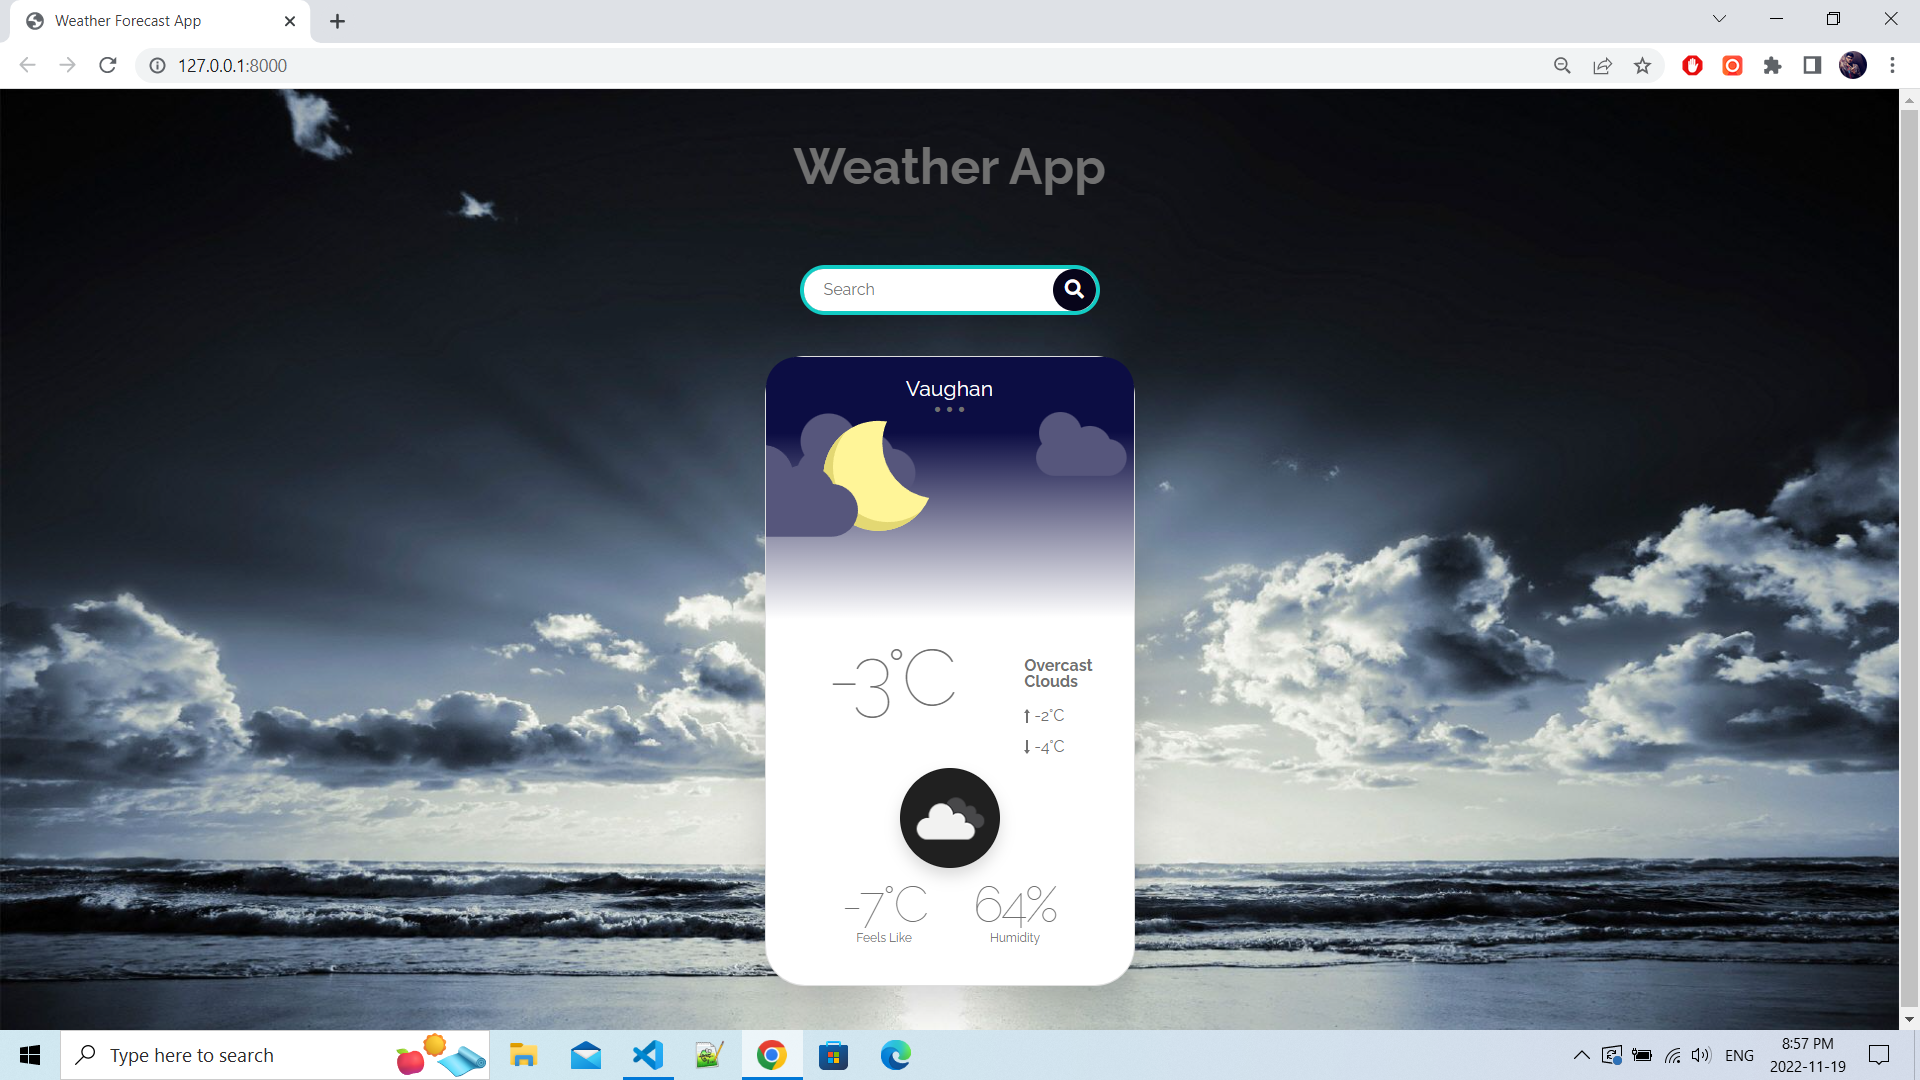 Weather Forecast App
127.0.0.1:8000
Weather App
Search
Vaughan
-3°C
Overcast
Clouds
-2°C
-4°C
-7°C
Feels Like
64%
Humidity
Type here to search
ENG
8:57 PM
2022-11-19